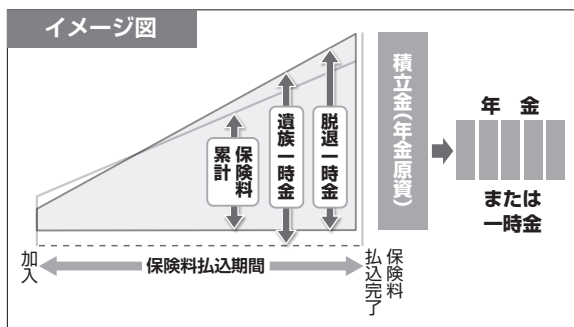 イメージ図
保険料
累計
遺族一時金
脱退一時金
積立金(年金原資)
年 金
または
一時金
加入
保険料払込期間
保険料
払込完了